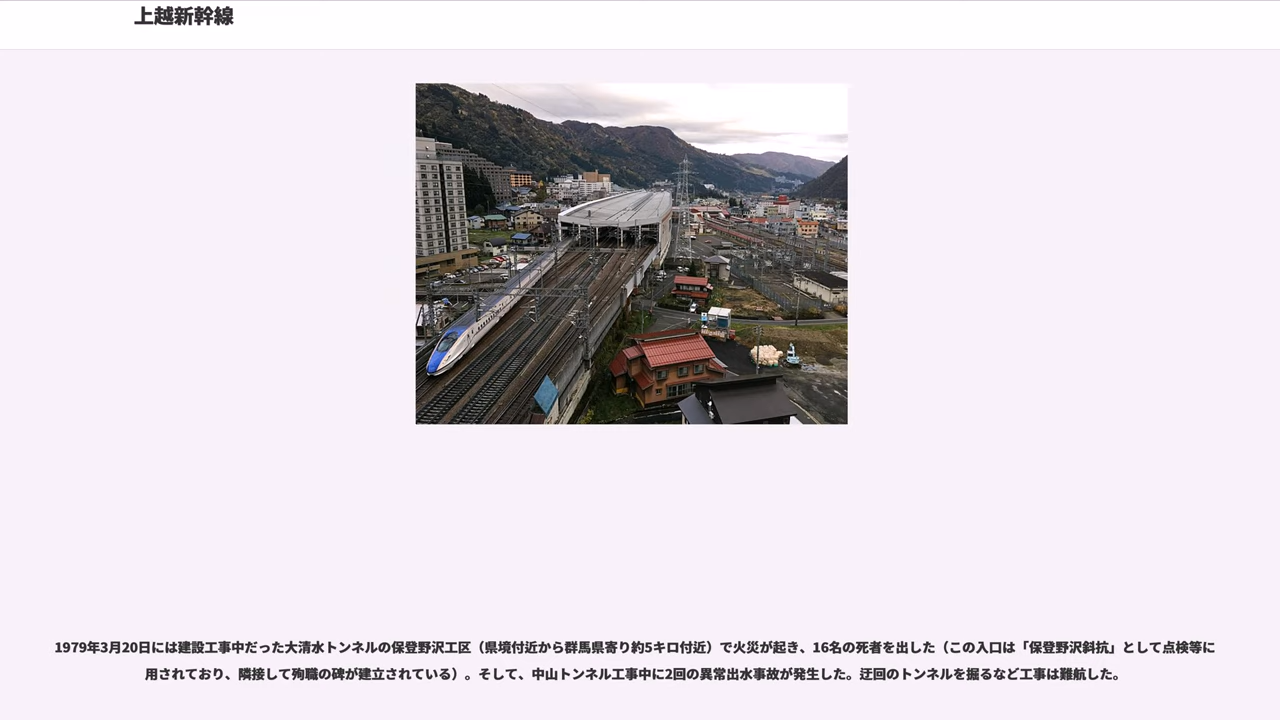 上越新幹線
1979年3月20日には建設工事中だった大清水トンネルの保登野沢工区（県境付近から群馬県寄り約5キロ付近）で火災が起き、16名の死者を出した（この入口は「保登野沢斜抗」として点検等に
用されており、隣接して殉職の碑が建立されている）。そして、中山トンネル工事中に2回の異常出水事故が発生した。迂回のトンネルを掘るなど工事は難航した。